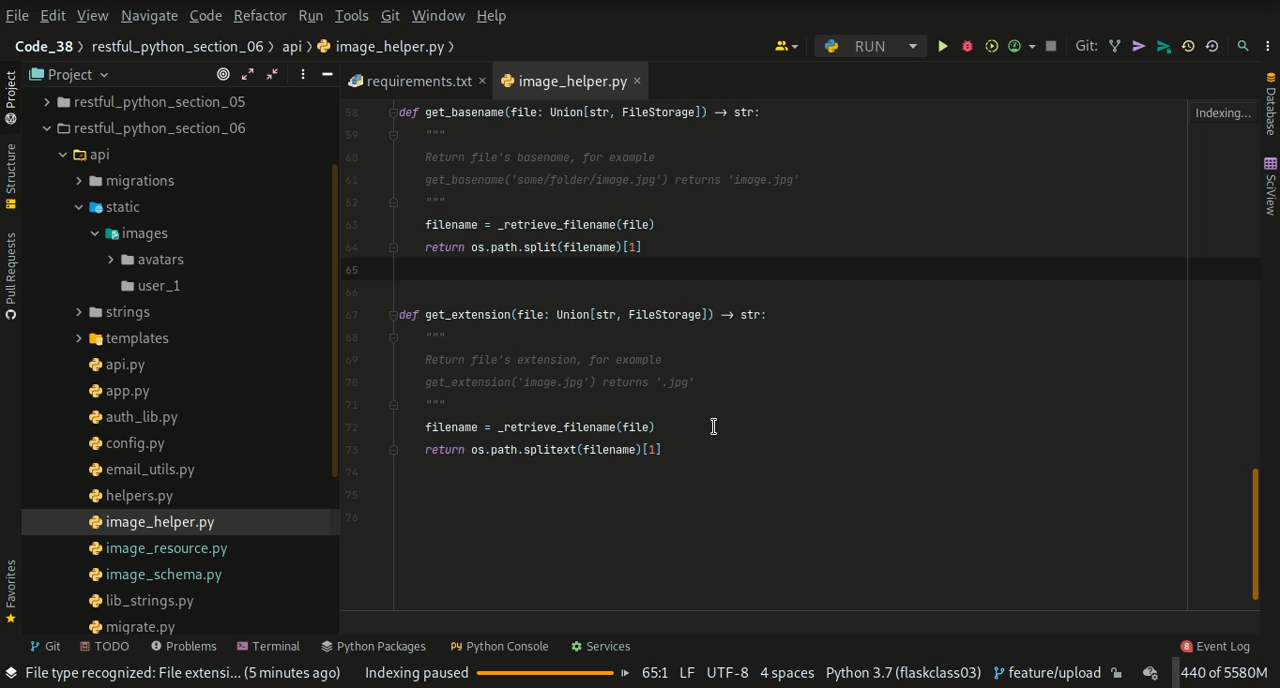 File Edit View Navigate Code Refactor Run Tools Git Window Help
Code_38 〉 restful_python_section_06 〉 api 〉 image_helper.py 〉 RUN Git:
Project
requirements.txt × image_helper.py ×
Project
Structure
Pull Requests
Favorites
restful_python_section_05
restful_python_section_06
api
migrations
static
images
avatars
user_1
strings
templates
api.py
app.py
auth_lib.py
config.py
email_utils.py
helpers.py
image_helper.py
image_resource.py
image_schema.py
lib_strings.py
migrate.py
58 def get_basename(file: Union[str, FileStorage]) → str:
59 """
60 Return file's basename, for example
61 get_basename('some/folder/image.jpg') returns 'image.jpg'
62 """
63 filename = _retrieve_filename(file)
64 return os.path.split(filename)[1]
65
66
67 def get_extension(file: Union[str, FileStorage]) → str:
68 """
69 Return file's extension, for example
70 get_extension('image.jpg') returns '.jpg'
71 """
72 filename = _retrieve_filename(file)
73 return os.path.splitext(filename)[1]
74
75
76
Indexing...
Database
SciView
Git TODO Problems Terminal Python Packages Python Console Services 8 Event Log
File type recognized: File extensi... (5 minutes ago) Indexing paused 65:1 LF UTF-8 4 spaces Python 3.7 (flaskclass03) feature/upload 440 of 5580M